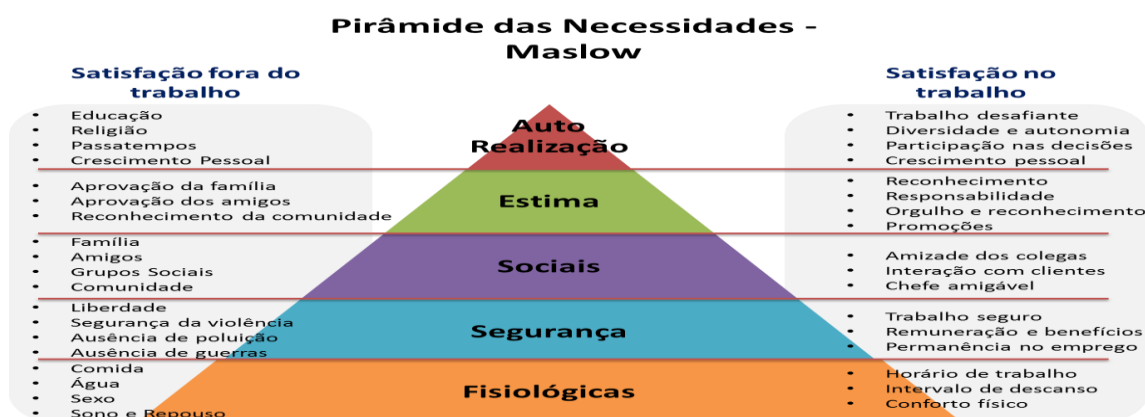 Pirâmide das Necessidades -
Maslow
Satisfação fora do
trabalho
• Educação
• Religião
• Passatempos
• Crescimento Pessoal
• Aprovação da família
• Aprovação dos amigos
• Reconhecimento da comunidade
• Família
• Amigos
• Grupos Sociais
• Comunidade
• Liberdade
• Segurança da violência
• Ausência de poluição
• Ausência de guerras
• Comida
• Água
• Sexo
• Sono e Repouso
Auto
Realização
Estima
Sociais
Segurança
Fisiológicas
Satisfação no
trabalho
• Trabalho desafiante
• Diversidade e autonomia
• Participação nas decisões
• Crescimento pessoal
• Reconhecimento
• Responsabilidade
• Orgulho e reconhecimento
• Promoções
• Amizade dos colegas
• Interação com clientes
• Chefe amigável
• Trabalho seguro
• Remuneração e benefícios
• Permanência no emprego
• Horário de trabalho
• Intervalo de descanso
• Conforto físico